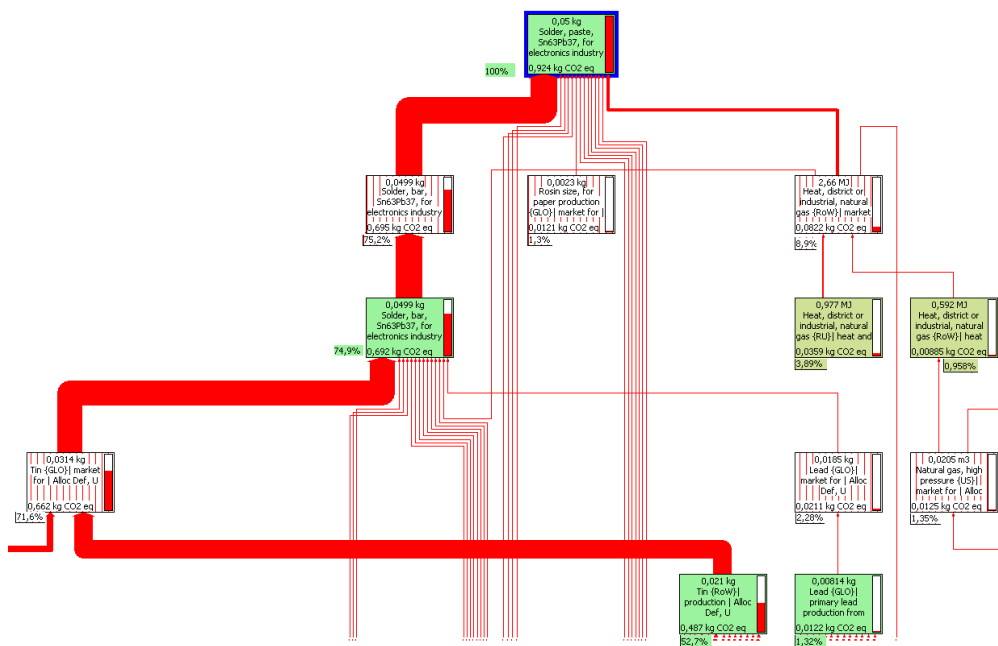 0,05 kg
Solder, paste,
Sn63Pb37, for
electronics industry
0,924 kg CO2 eq
100%
0,0499 kg
Solder, bar,
Sn63Pb37, for
electronics industry
0,695 kg CO2 eq
75,2%
0,0023 kg
Rosin size, for
paper production
{GLO}| market for |
0,0121 kg CO2 eq
1,3%
2,66 MJ
Heat, district or
industrial, natural
gas {RoW}| market
0,0822 kg CO2 eq
8,9%
0,0499 kg
Solder, bar,
Sn63Pb37, for
electronics industry
0,692 kg CO2 eq
74,9%
0,977 MJ
Heat, district or
industrial, natural
gas {RU}| heat and
0,0359 kg CO2 eq
3,89%
0,592 MJ
Heat, district or
industrial, natural
gas {RoW}| heat
0,00885 kg CO2 eq
0,958%
0,0314 kg
Tin {GLO}| market
for | Alloc Def, U
0,662 kg CO2 eq
71,6%
0,0185 kg
Lead {GLO}|
market for | Alloc
Def, U
0,0211 kg CO2 eq
2,28%
0,0205 m3
Natural gas, high
pressure {US}|
market for | Alloc
0,0125 kg CO2 eq
1,35%
0,021 kg
Tin {RoW}|
production | Alloc
Def, U
0,487 kg CO2 eq
52,7%
0,00814 kg
Lead {GLO}|
primary lead
production from
0,0122 kg CO2 eq
1,32%